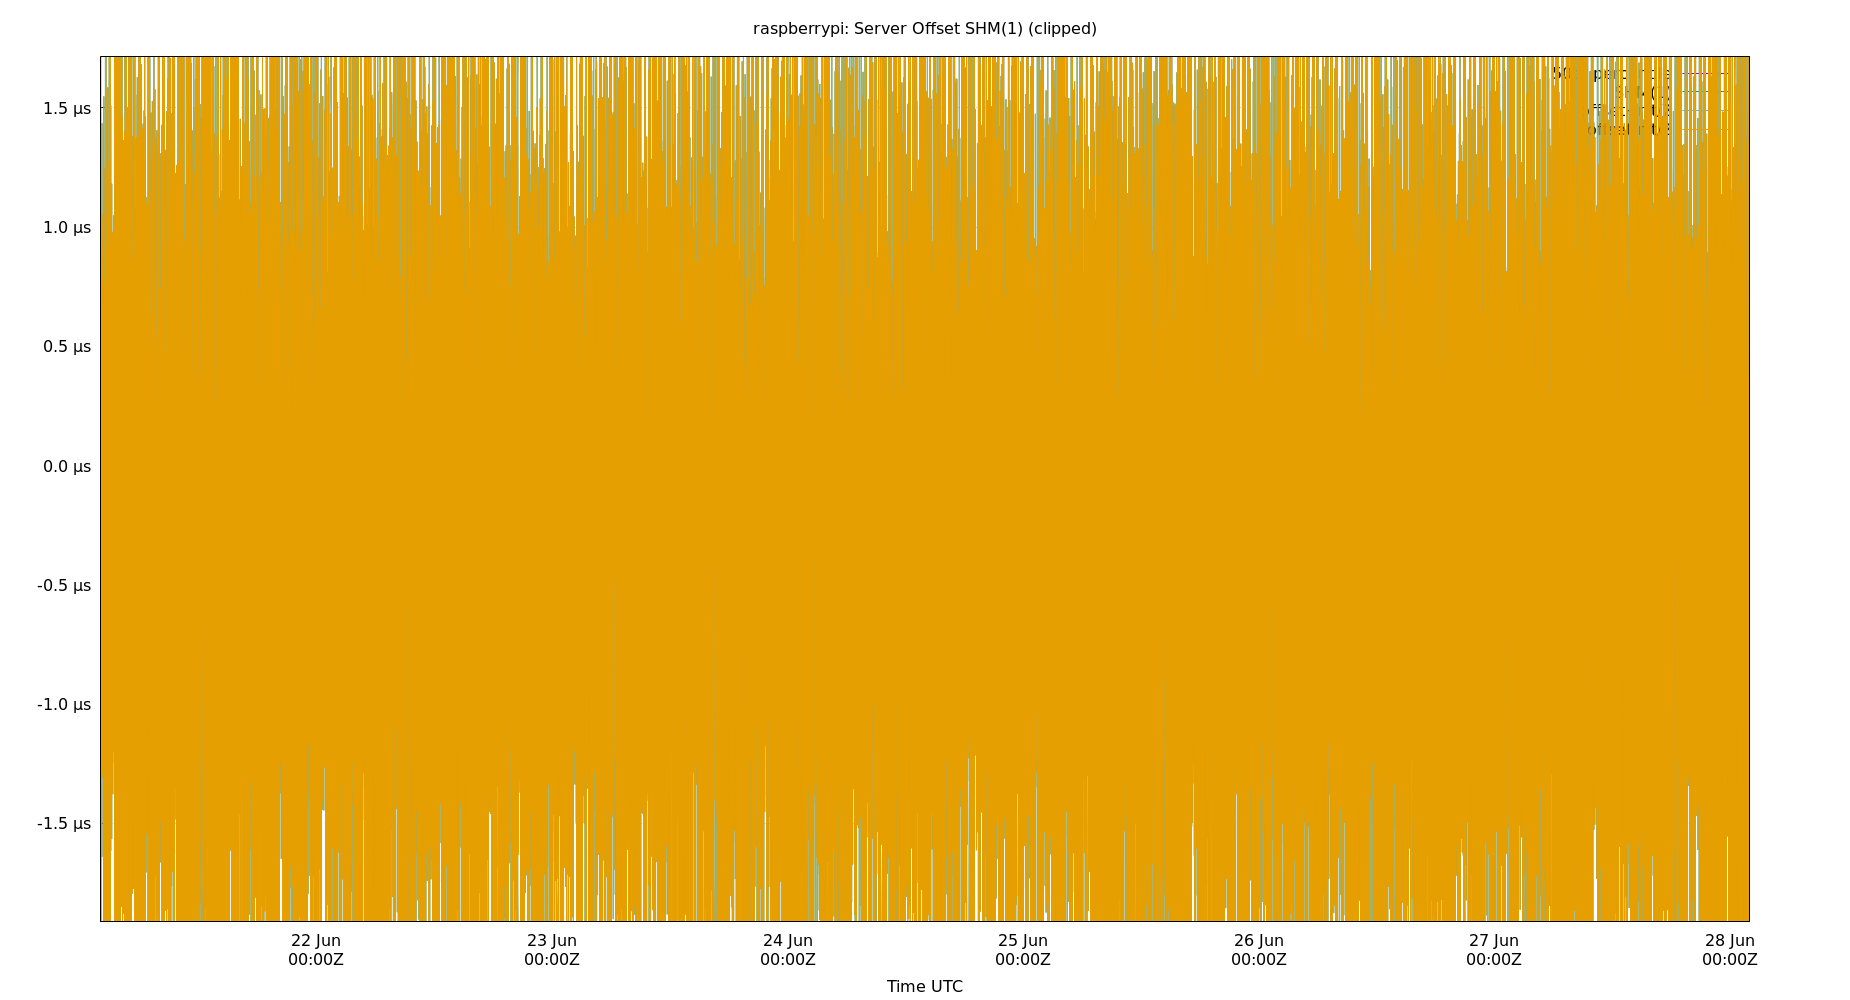 raspberrypi: Server Offset SHM(1) (clipped)
1.5 µs
1.0 µs
0.5 µs
0.0 µs
-0.5 µs
-1.0 µs
-1.5 µs
22 Jun 23 Jun 24 Jun 25 Jun 26 Jun 27 Jun 28 Jun
00:00Z 00:00Z 00:00Z 00:00Z 00:00Z 00:00Z 00:00Z
Time UTC